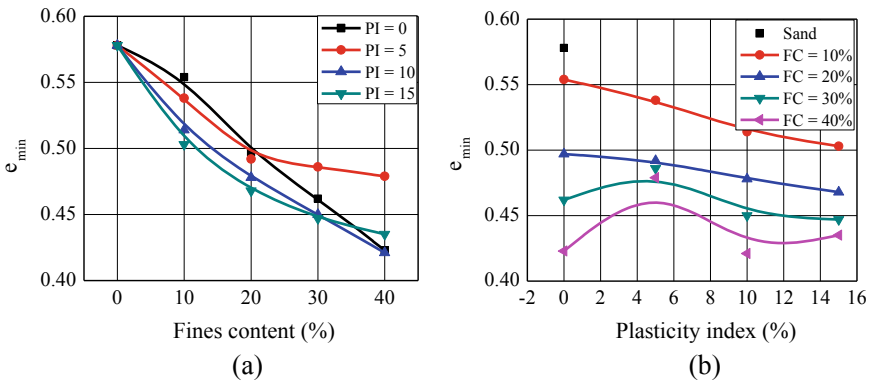 0.60
0.55
0.50
0.45
0.40
e min
0 10 20 30 40
Fines content (%)
PI = 0
PI = 5
PI = 10
PI = 15
(a)
0.60
0.55
0.50
0.45
0.40
e min
-2 0 2 4 6 8 10 12 14 16
Plasticity index (%)
Sand
FC = 10%
FC = 20%
FC = 30%
FC = 40%
(b)